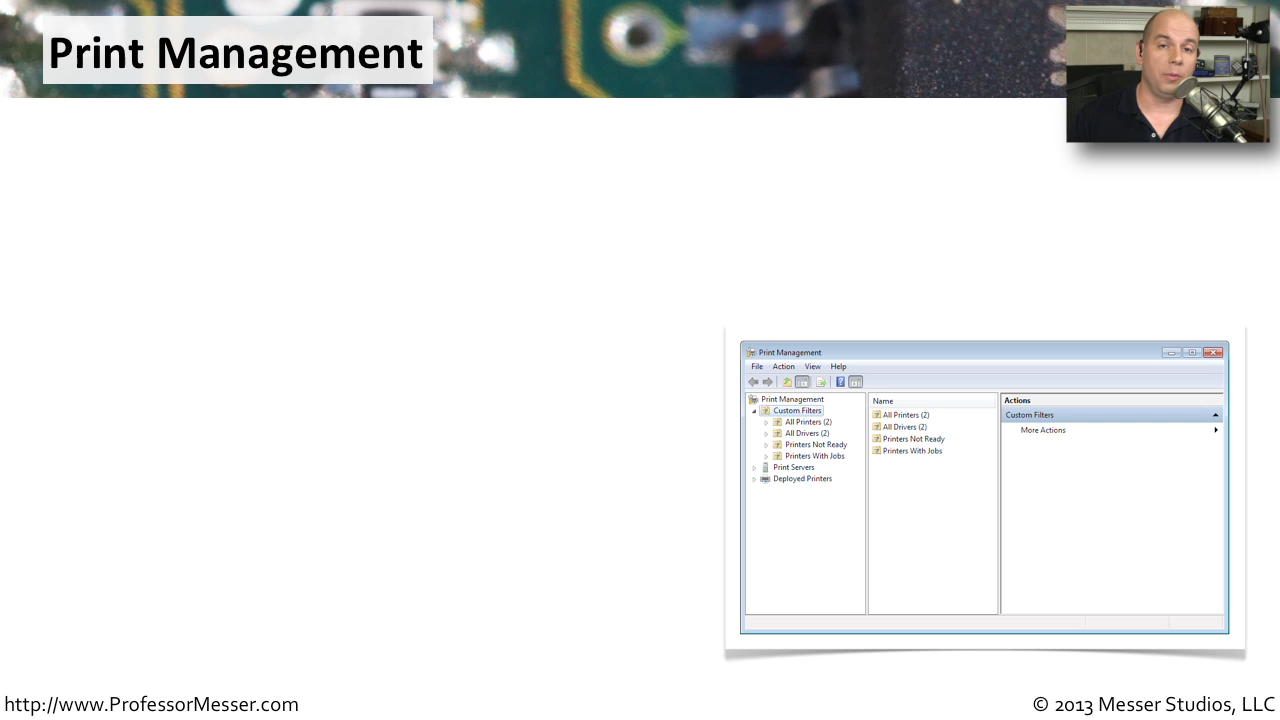 Print Management
Print Management
File Action View Help
Print Management
Custom Filters
All Printers (2)
All Drivers (2)
Printers Not Ready
Printers With Jobs
Print Servers
Deployed Printers
Name
All Printers (2)
All Drivers (2)
Printers Not Ready
Printers With Jobs
Actions
Custom Filters
More Actions
http://www.ProfessorMesser.com
© 2013 Messer Studios, LLC